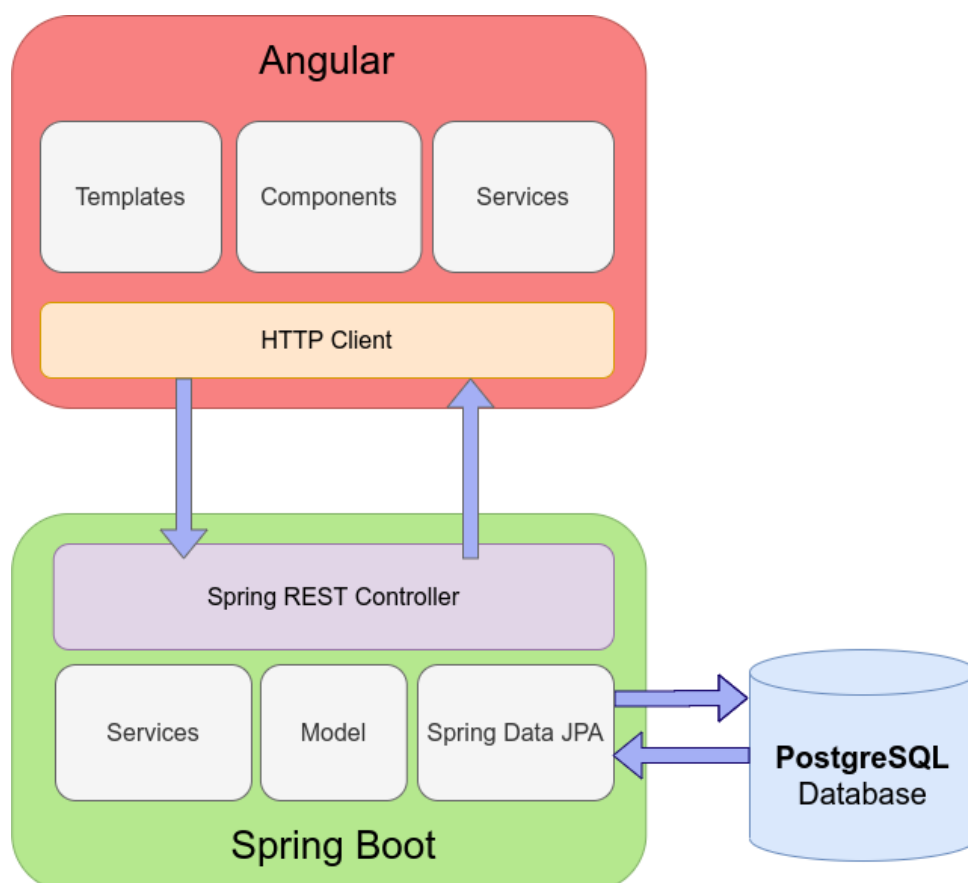 Angular
Templates
Components
Services
HTTP Client
Spring REST Controller
Services
Model
Spring Data JPA
PostgreSQL
Database
Spring Boot